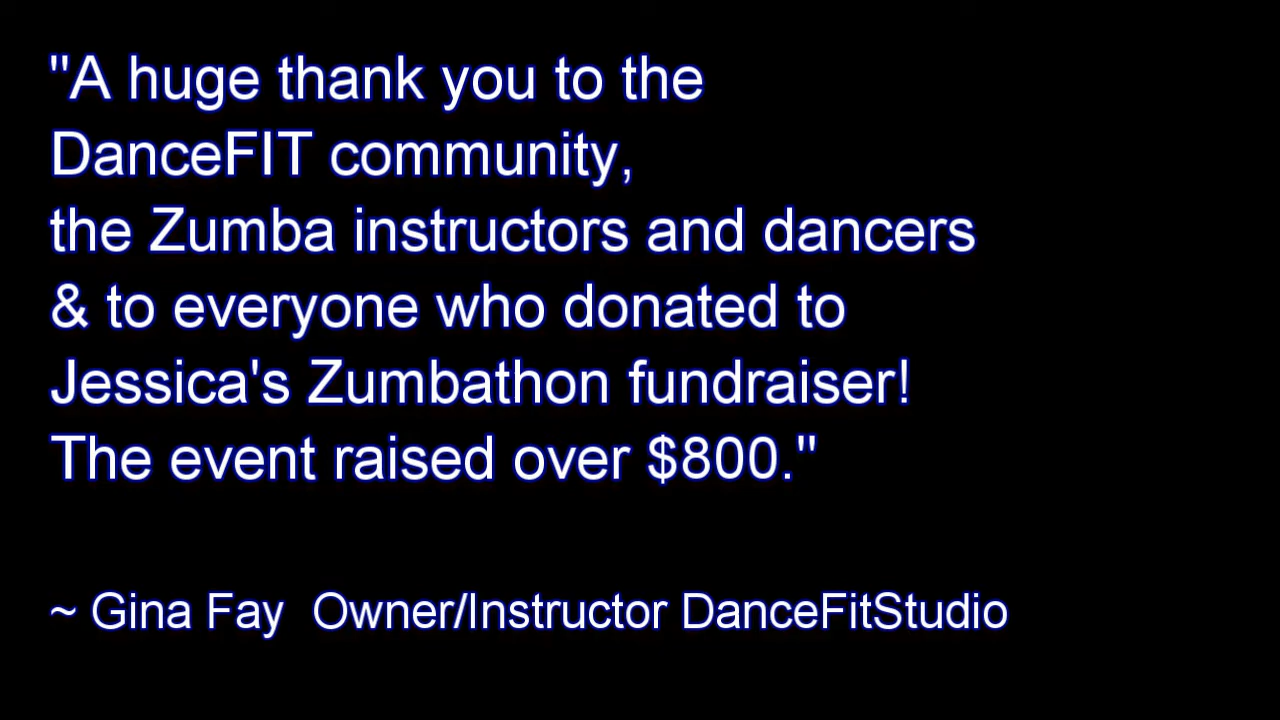 "A huge thank you to the
DanceFIT community,
the Zumba instructors and dancers
& to everyone who donated to
Jessica's Zumbathon fundraiser!
The event raised over $800."
~ Gina Fay  Owner/Instructor DanceFitStudio